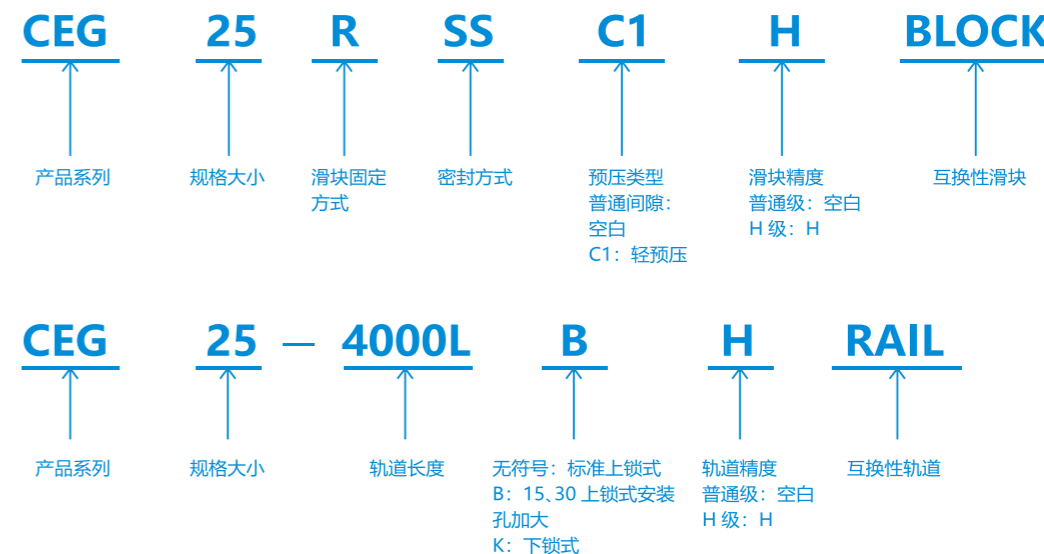 CEG 25 R SS C1 H BLOCK
产品系列 规格大小 滑块固定 密封方式 预压类型 滑块精度 互换性滑块
方式 普通间隙： 普通级：空白
空白 H 级：H
C1：轻预压
CEG 25 — 4000L B H RAIL
产品系列 规格大小 轨道长度 无符号：标准上锁式 轨道精度 互换性轨道
B：15、30 上锁式安装 普通级：空白
孔加大 H 级：H
K：下锁式